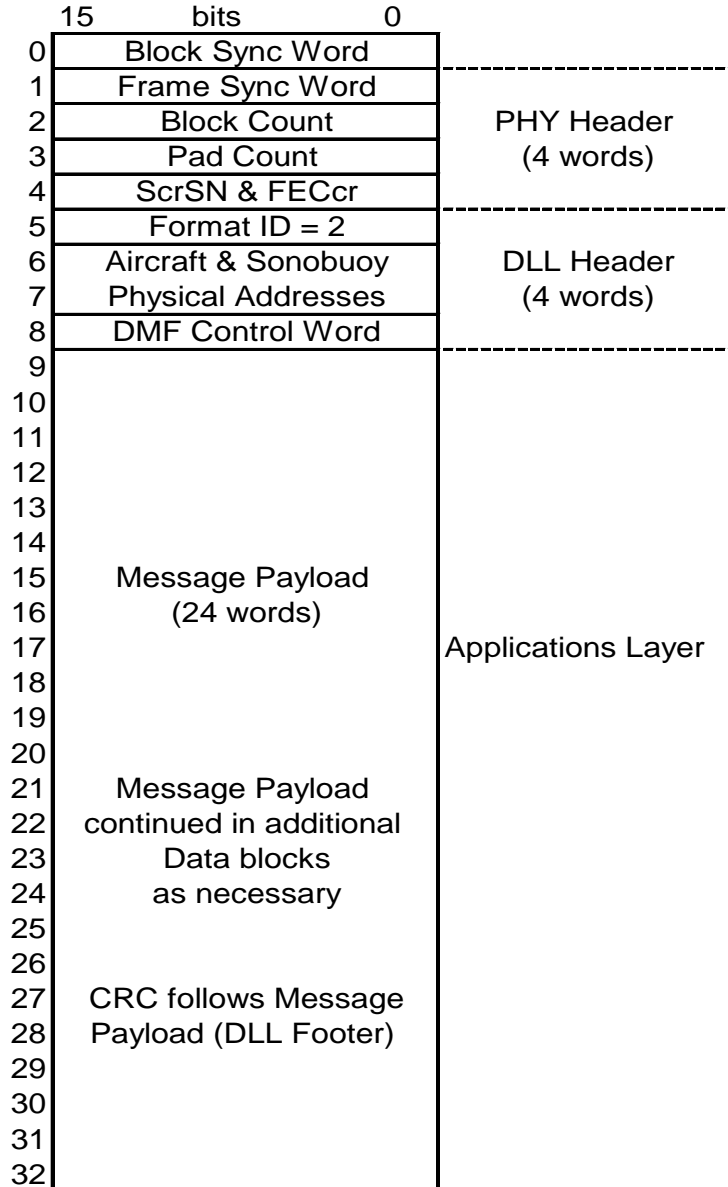 15 bits 0
0 Block Sync Word
1 Frame Sync Word
2 Block Count PHY Header
3 Pad Count (4 words)
4 ScrSN & FECcr
5 Format ID = 2
6 Aircraft & Sonobuoy DLL Header
7 Physical Addresses (4 words)
8 DMF Control Word
9
10
11
12
13
14
15 Message Payload
16 (24 words)
17 Applications Layer
18
19
20
21 Message Payload
22 continued in additional
23 Data blocks
24 as necessary
25
26
27 CRC follows Message
28 Payload (DLL Footer)
29
30
31
32